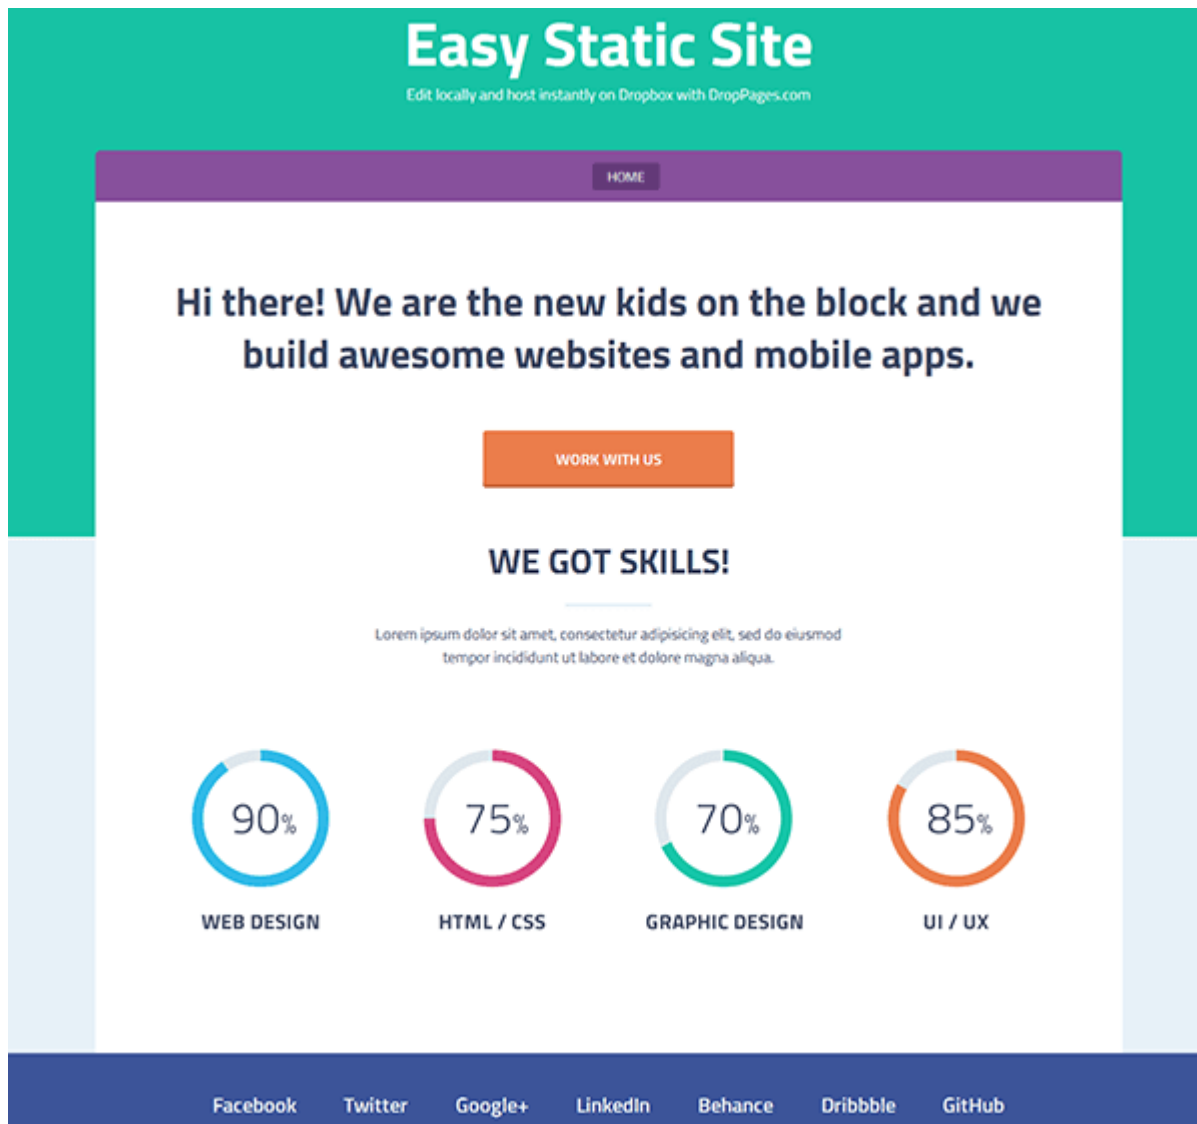 Easy Static Site
Edit locally and host instantly on Dropbox with DropPages.com
HOME
Hi there! We are the new kids on the block and we
build awesome websites and mobile apps.
WORK WITH US
WE GOT SKILLS!
Lorem ipsum dolor sit amet, consectetur adipisicing elit, sed do eiusmod
tempor incididunt ut labore et dolore magna aliqua.
90% 75% 70% 85%
WEB DESIGN HTML / CSS GRAPHIC DESIGN UI / UX
Facebook Twitter Google+ LinkedIn Behance Dribbble GitHub